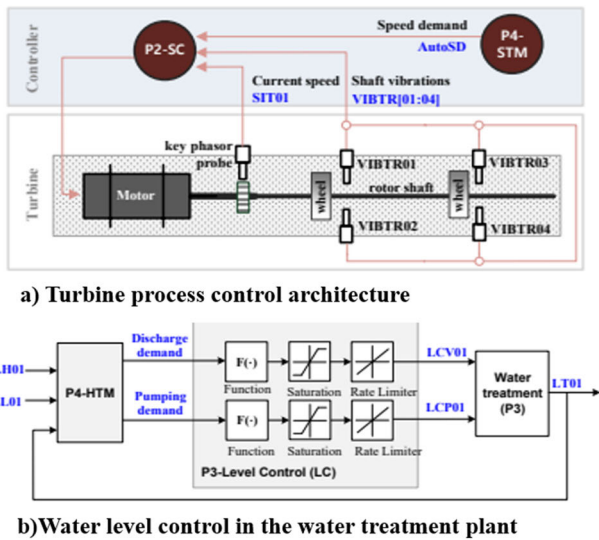 Controller
P2-SC
Speed demand
AutoSD
P4-
STM
Current speed
SIT01
Shaft vibrations
VIBTR[01:04]
Turbine
key phasor
probe
Motor
wheel
rotor shaft
wheel
VIBTR01
VIBTR02
VIBTR03
VIBTR04
a) Turbine process control architecture
Discharge
demand
Pumping
demand
.H01
L01
P4-HTM
F(·)
Function
Saturation
Rate Limiter
F(·)
Function
Saturation
Rate Limiter
P3-Level Control (LC)
LCV01
LCP01
Water
treatment
(P3)
LT01
b)Water level control in the water treatment plant